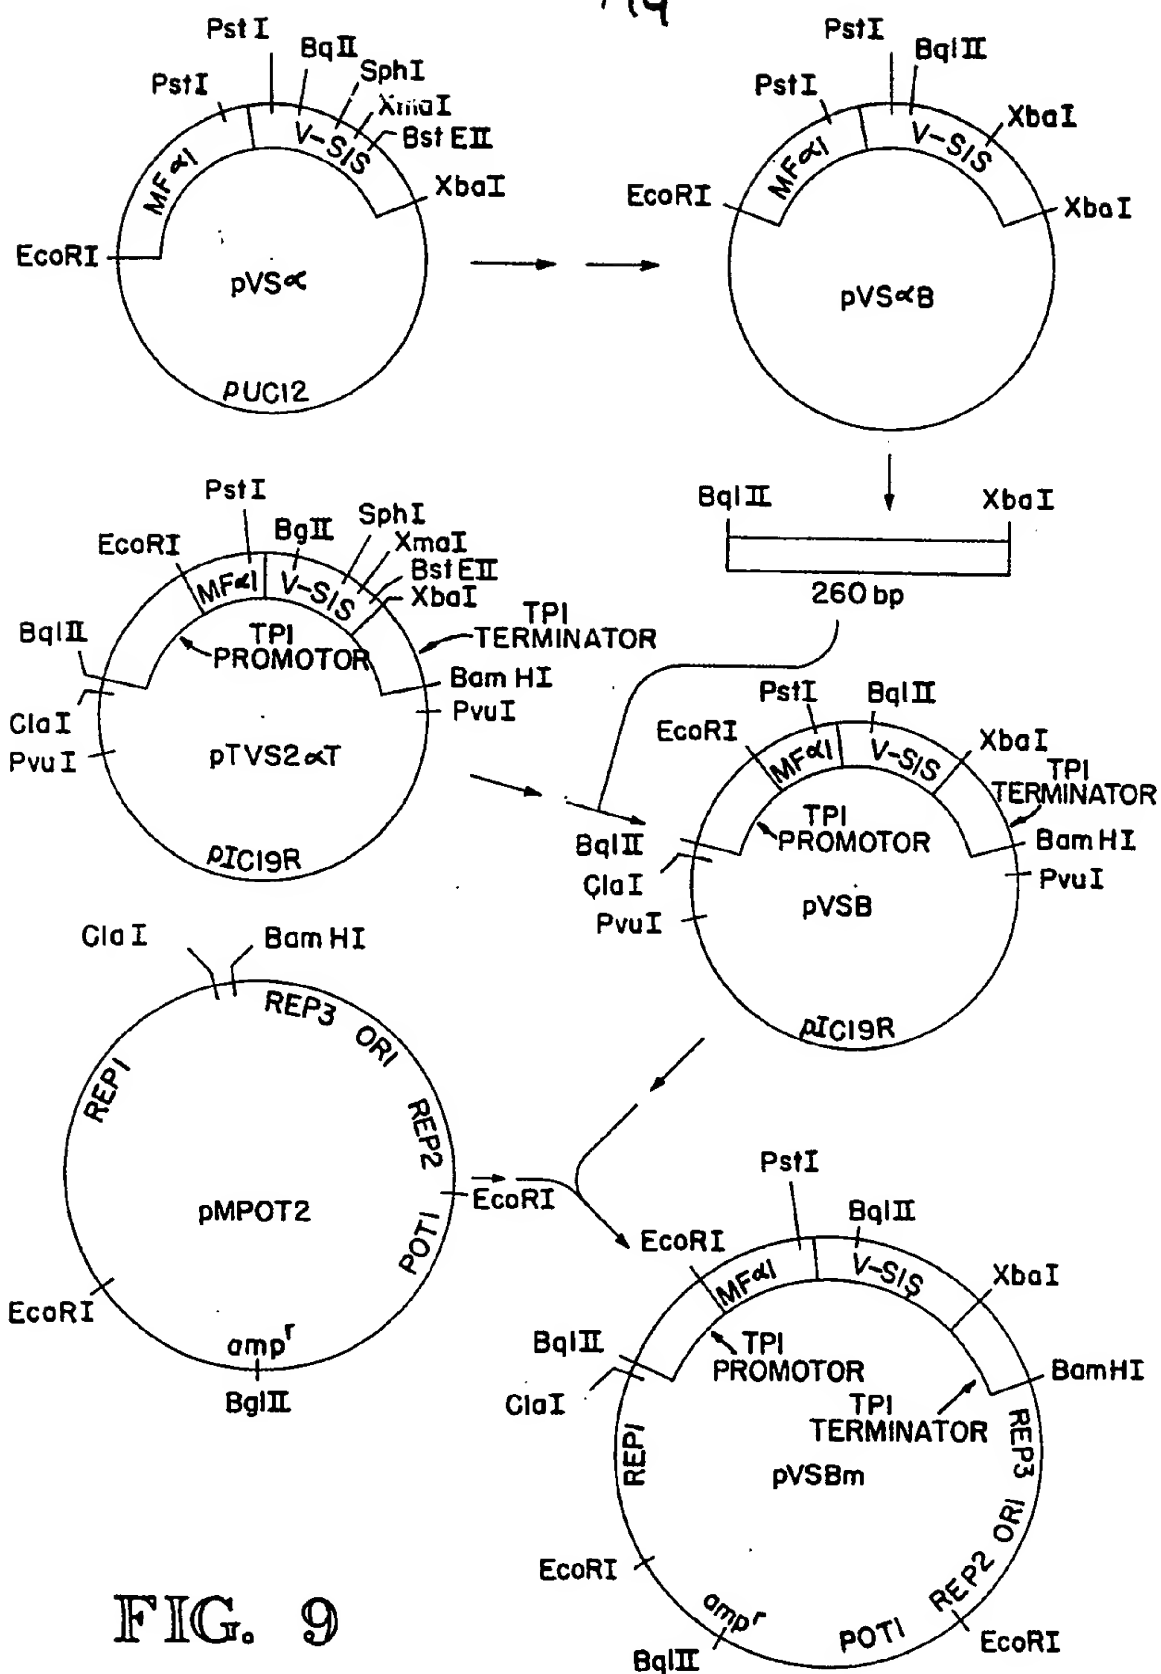 PstI
BqII
SphI
XmaI
BstEII
PstI
MFα1
V-SIS
XbaI
EcoRI
pVSα
pUC12
PstI
BqlII
PstI
XbaI
MFα1
V-SIS
EcoRI
XbaI
pVSαB
BqlII
XbaI
260bp
PstI
BgII
SphI
XmaI
BstEII
XbaI
EcoRI
MFα1
V-SIS
TPI
PROMOTOR
TPI
TERMINATOR
BqlII
BamHI
ClaI
PvuI
PvuI
pTVS2αT
pIC19R
PstI
BqlII
EcoRI
XbaI
MFα1
V-SIS
TPI
TERMINATOR
TPI
PROMOTOR
BqlII
BamHI
ClaI
PvuI
PvuI
pVSB
pIC19R
ClaI
BamHI
REP3
ORI
REP1
REP2
EcoRI
pMPOT2
POT1
EcoRI
ampr
BglII
PstI
BqlII
EcoRI
MFα1
V-SIS
XbaI
BqlII
TPI
PROMOTOR
BamHI
ClaI
TPI
TERMINATOR
REP1
REP3
pVSBm
ORI
EcoRI
REP2
ampr
POT1
EcoRI
BqlII
FIG. 9